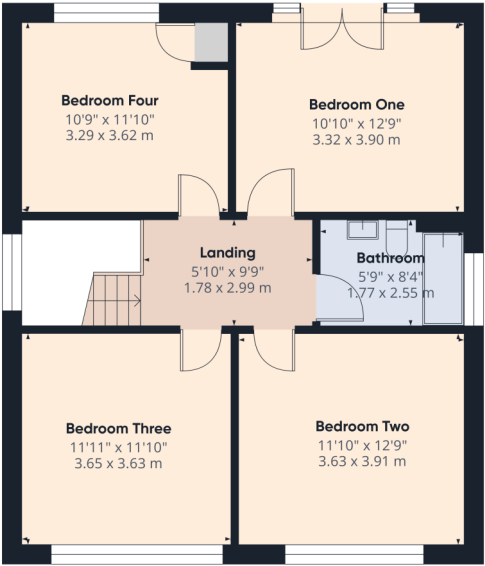 Bedroom Four
10'9" x 11'10"
3.29 x 3.62 m
Bedroom One
10'10" x 12'9"
3.32 x 3.90 m
Landing
5'10" x 9'9"
1.78 x 2.99 m
Bathroom
5'9" x 8'4"
1.77 x 2.55 m
Bedroom Three
11'11" x 11'10"
3.65 x 3.63 m
Bedroom Two
11'10" x 12'9"
3.63 x 3.91 m